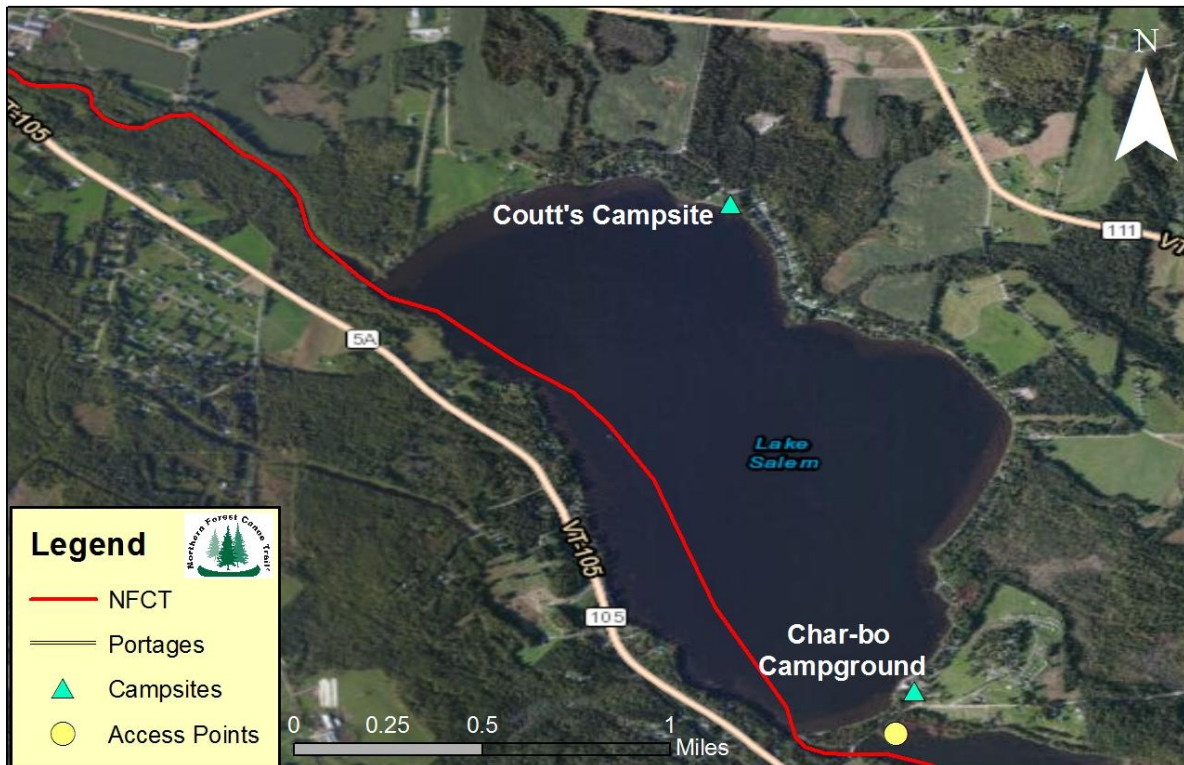 N
VT-105
Coutt's Campsite
111
VT
5A
Lake
Salem
VT-105
105
Char-bo
Campground
Legend
Northern Forest Canoe Trail
NFCT
Portages
Campsites
Access Points
0 0.25 0.5 1
Miles